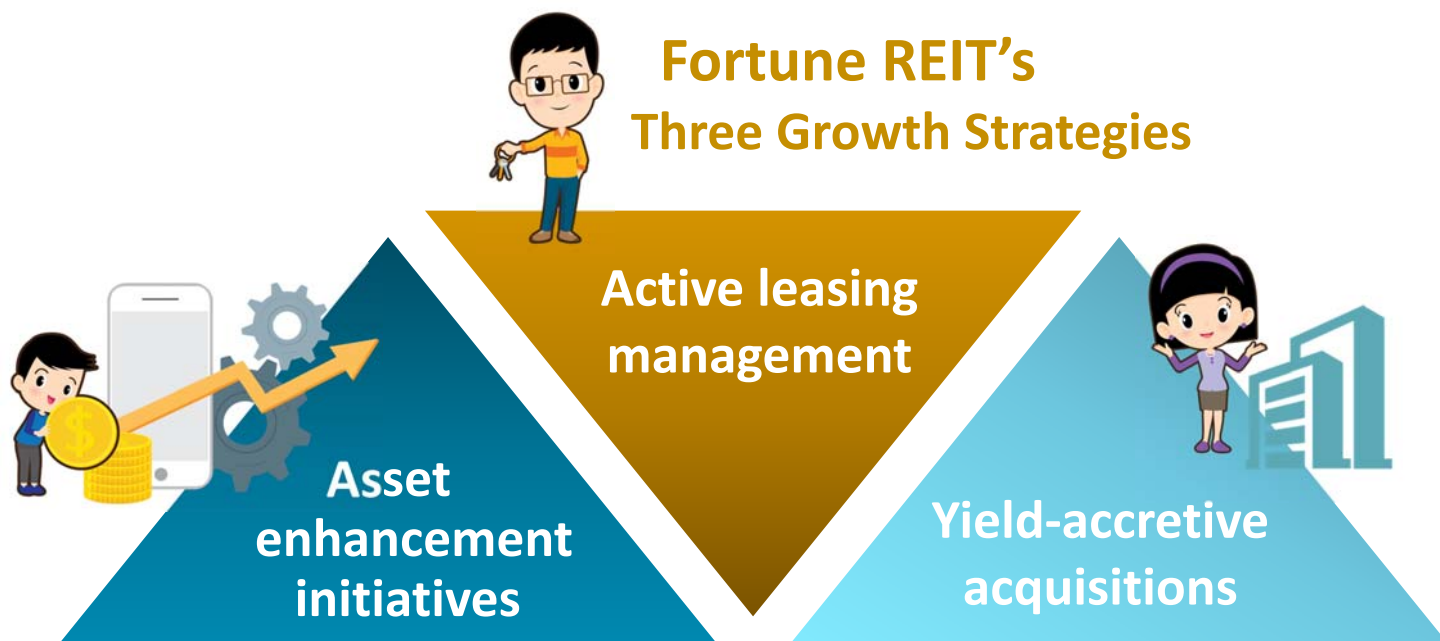 Fortune REIT’s
Three Growth Strategies
Active leasing
management
Asset
enhancement
initiatives
Yield-accretive
acquisitions
$